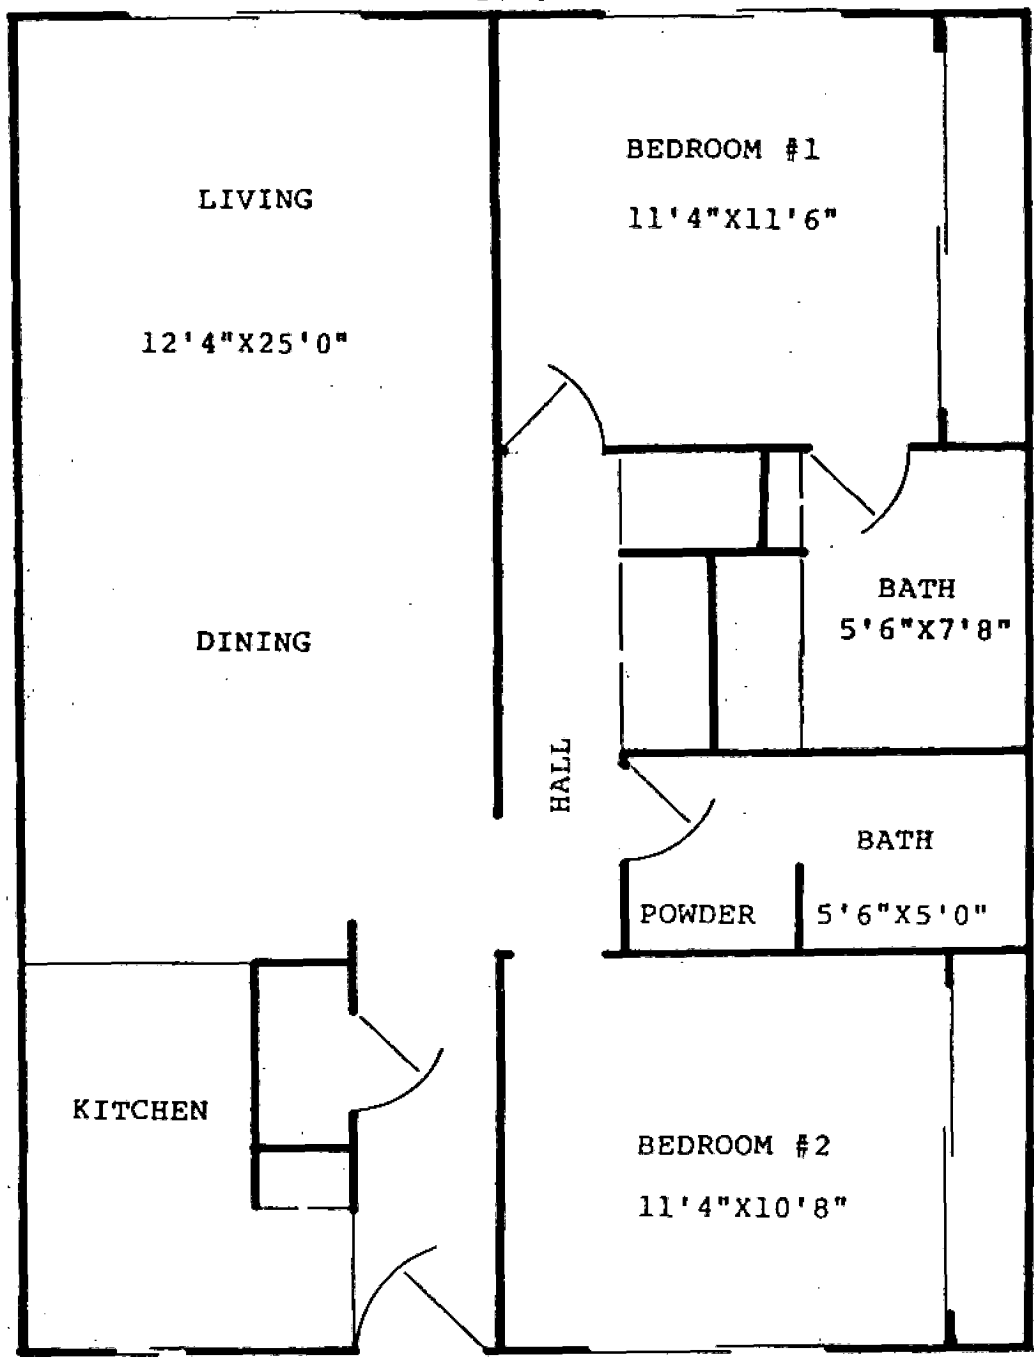 BEDROOM #1
11'4"X11'6"
LIVING
12'4"X25'0"
BATH
5'6"X7'8"
DINING
HALL
BATH
POWDER
5'6"X5'0"
KITCHEN
BEDROOM #2
11'4"X10'8"